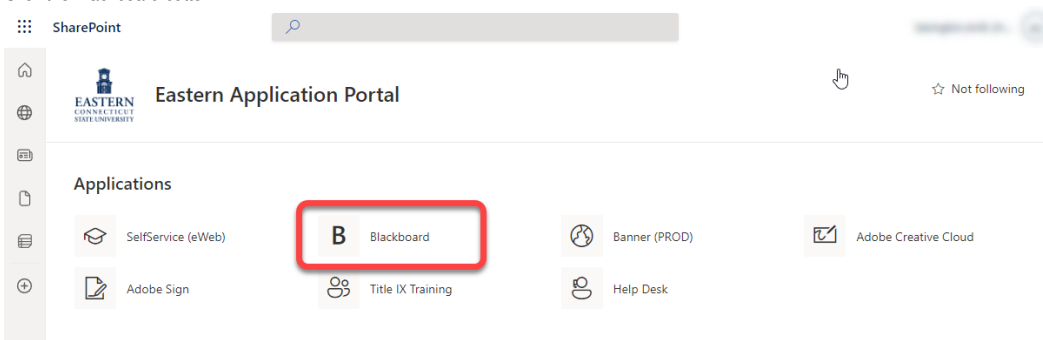 SharePoint
EASTERN
CONNECTICUT
STATE UNIVERSITY
Eastern Application Portal
Not following
Applications
SelfService (eWeb)
B Blackboard
Banner (PROD)
Adobe Creative Cloud
Adobe Sign
Title IX Training
Help Desk